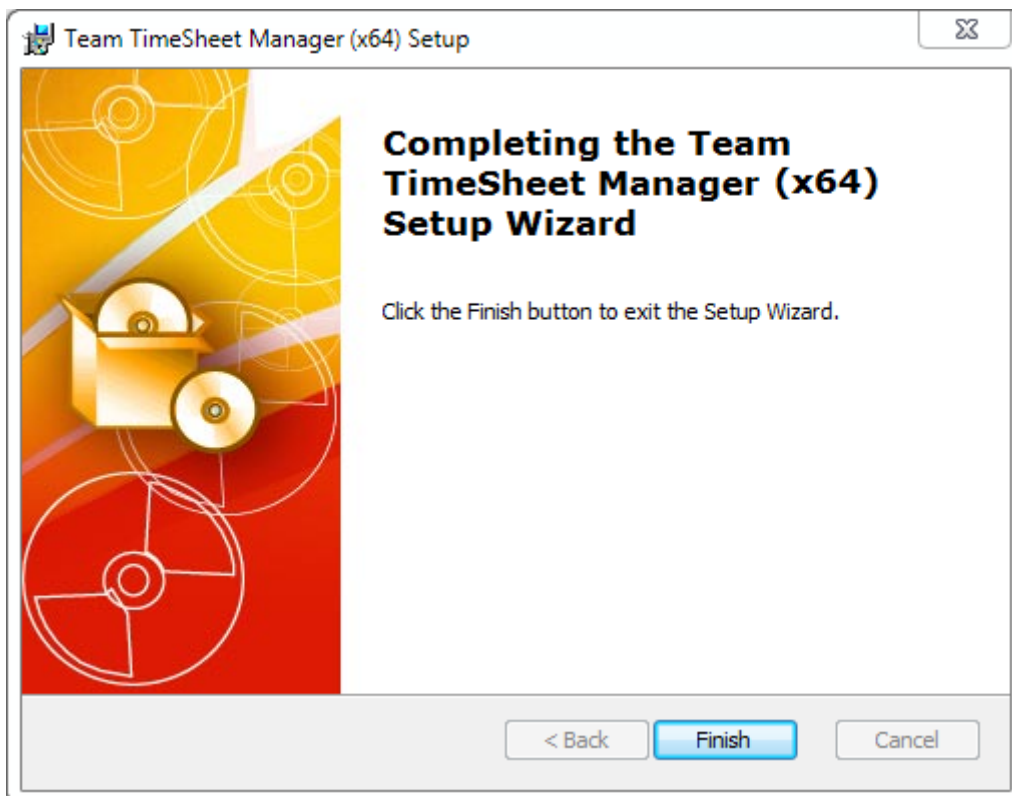 Team TimeSheet Manager (x64) Setup
Completing the Team
TimeSheet Manager (x64)
Setup Wizard
Click the Finish button to exit the Setup Wizard.
< Back Finish Cancel